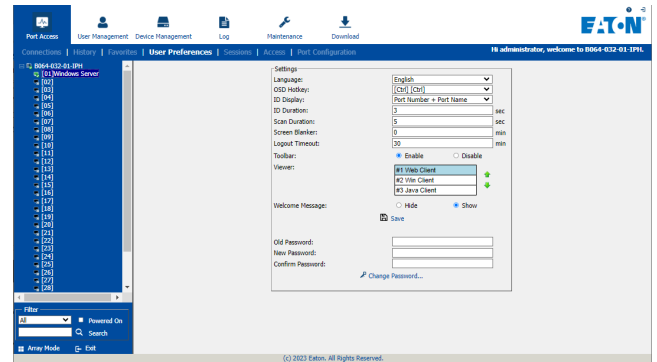 Port Access
User Management
Device Management
Log
Maintenance
Download
EATON
Connections | History | Favorites | User Preferences | Sessions | Access | Port Configuration
Hi administrator, welcome to B064-032-01-IPH.
B064-032-01-IPH
[01]Windows Server
[02]
[03]
[04]
[05]
[06]
[07]
[08]
[09]
[10]
[11]
[12]
[13]
[14]
[15]
[16]
[17]
[18]
[19]
[20]
[21]
[22]
[23]
[24]
[25]
[26]
[27]
[28]
Filter
All
Powered On
Search
Array Mode
Exit
Settings
Language: English
OSD Hotkey: [Ctrl] [Ctrl]
ID Display: Port Number + Port Name
ID Duration: 3 sec
Scan Duration: 5 sec
Screen Blanker: 0 min
Logout Timeout: 30 min
Toolbar: Enable Disable
Viewer:
#1 Web Client
#2 Win Client
#3 Java Client
Welcome Message: Hide Show
Save
Old Password:
New Password:
Confirm Password:
Change Password...
(c) 2023 Eaton. All Rights Reserved.